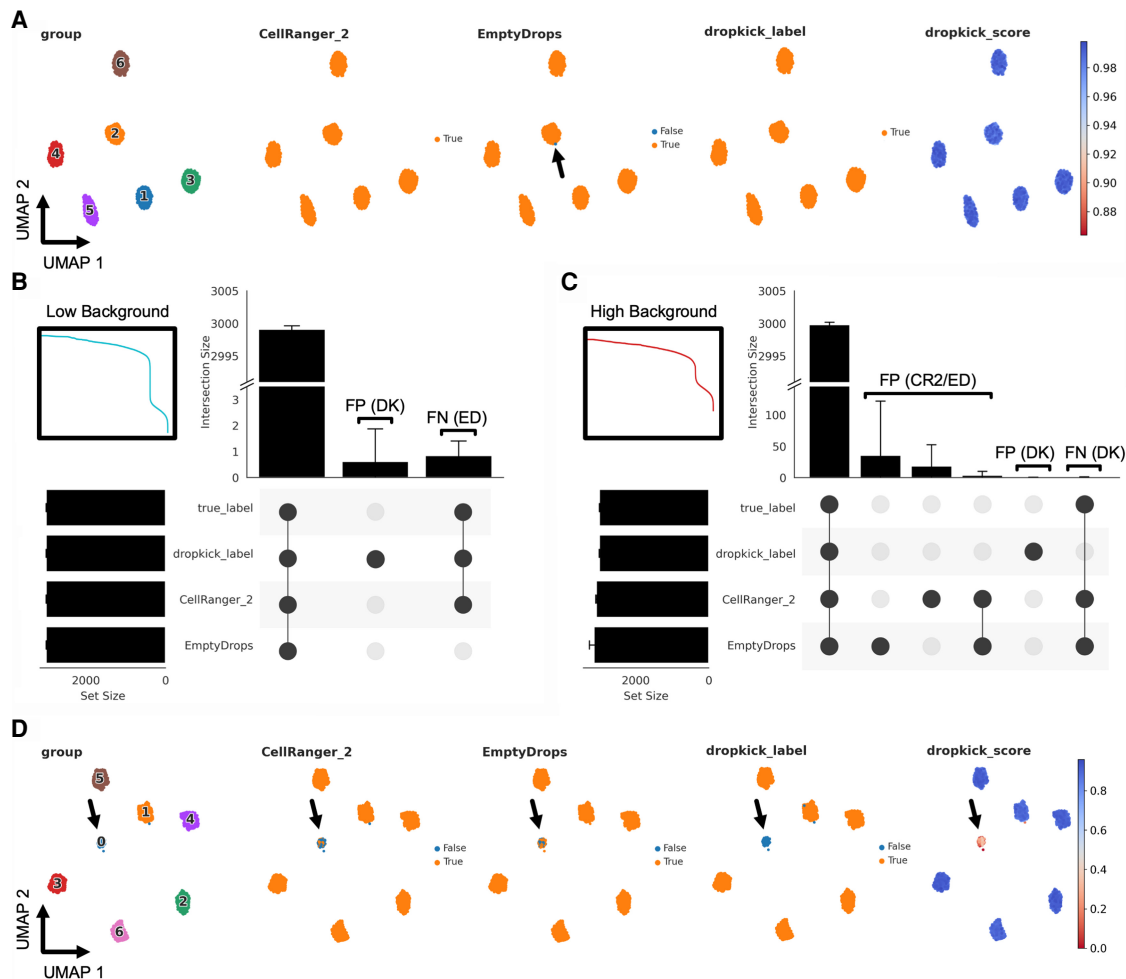 A
group
CellRanger_2
EmptyDrops
dropkick_label
dropkick_score
6
2
4
3
1
5
True
False
True
True
0.98
0.96
0.94
0.92
0.90
0.88
UMAP 2
UMAP 1
B
Low Background
3005
3000
2995
3
2
1
0
Intersection Size
FP (DK)
FN (ED)
true_label
dropkick_label
CellRanger_2
EmptyDrops
2000
0
Set Size
C
High Background
3005
3000
2995
100
50
0
Intersection Size
FP (CR2/ED)
FP (DK)
FN (DK)
true_label
dropkick_label
CellRanger_2
EmptyDrops
2000
0
Set Size
D
group
CellRanger_2
EmptyDrops
dropkick_label
dropkick_score
5
1
4
0
3
2
6
False
True
False
True
False
True
0.8
0.6
0.4
0.2
0.0
UMAP 2
UMAP 1